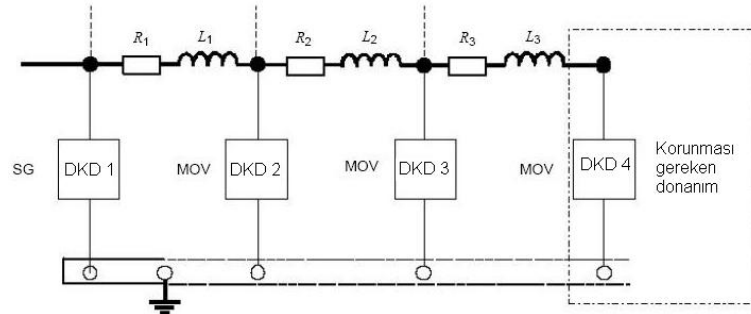 R1 L1 R2 L2 R3 L3
SG DKD 1 MOV DKD 2 MOV DKD 3 MOV DKD 4 Korunması
gereken
donanım